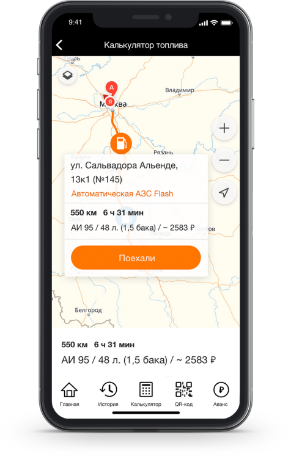 9:41
Калькулятор топлива
Владимир
A
Москва
B
Рязань
ул. Сальвадора Альенде,
13к1 (№145)
Автоматическая АЗС Flash
550 км 6 ч 31 мин
АИ 95 / 48 л. (1,5 бака) / ~ 2583 ₽
Поехали
Белгород
550 км 6 ч 31 мин
АИ 95 / 48 л. (1,5 бака) / ~ 2583 ₽
Главная История Калькулятор QR-код Аванс